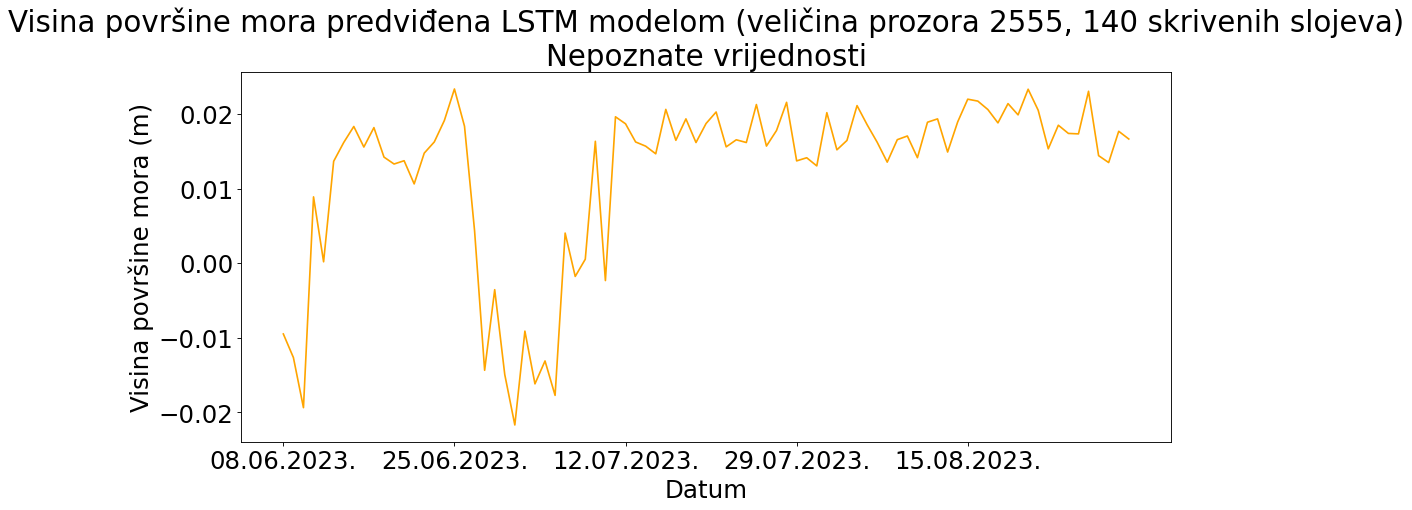 Visina površine mora predviđena LSTM modelom (veličina prozora 2555, 140 skrivenih slojeva)
Nepoznate vrijednosti
Visina površine mora (m)
0.02
0.01
0.00
−0.01
−0.02
08.06.2023. 25.06.2023. 12.07.2023. 29.07.2023. 15.08.2023.
Datum